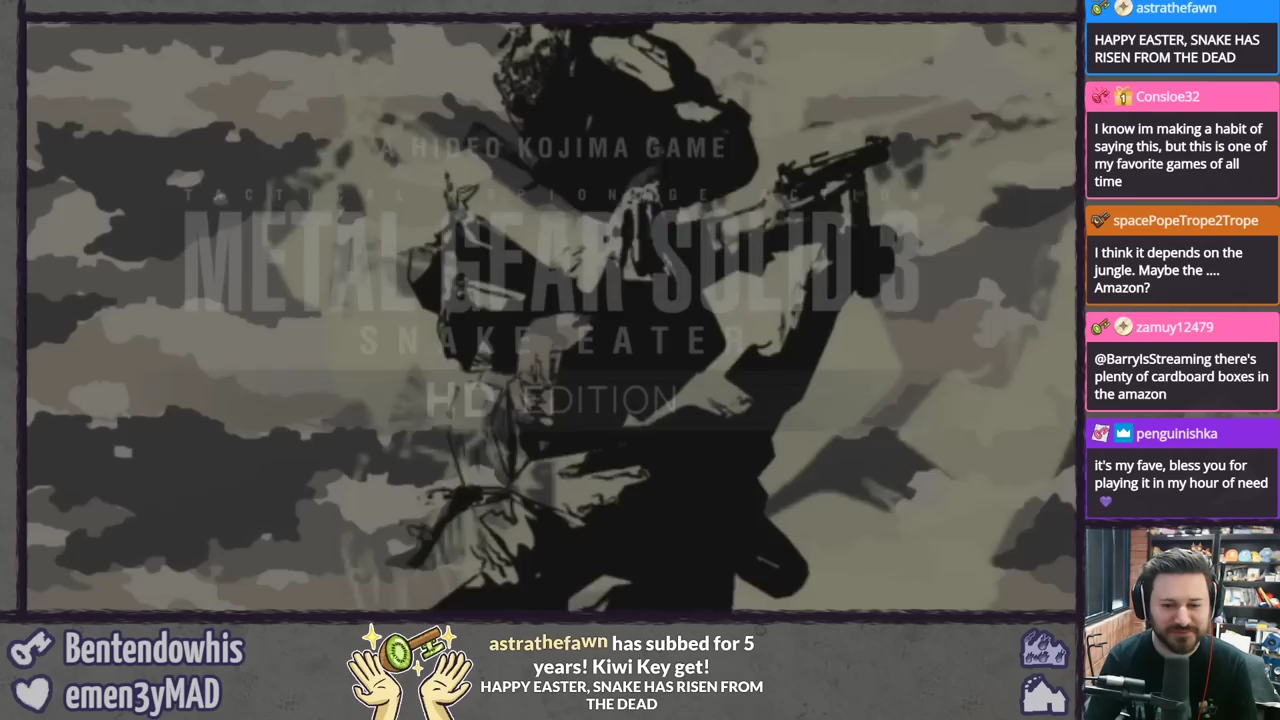 A HIDEO KOJIMA GAME
TACTICAL ESPIONAGE ACTION
METAL GEAR SOLID 3
SNAKE EATER
HD EDITION
astrathefawn
HAPPY EASTER, SNAKE HAS
RISEN FROM THE DEAD
Consloe32
I know im making a habit of
saying this, but this is one of
my favorite games of all
time
spacePopeTrope2Trope
I think it depends on the
jungle. Maybe the ....
Amazon?
zamuy12479
@BarryIsStreaming there's
plenty of cardboard boxes in
the amazon
penguinishka
it's my fave, bless you for
playing it in my hour of need
Bentendowhis
emen3yMAD
astrathefawn has subbed for 5
years! Kiwi Key get!
HAPPY EASTER, SNAKE HAS RISEN FROM
THE DEAD